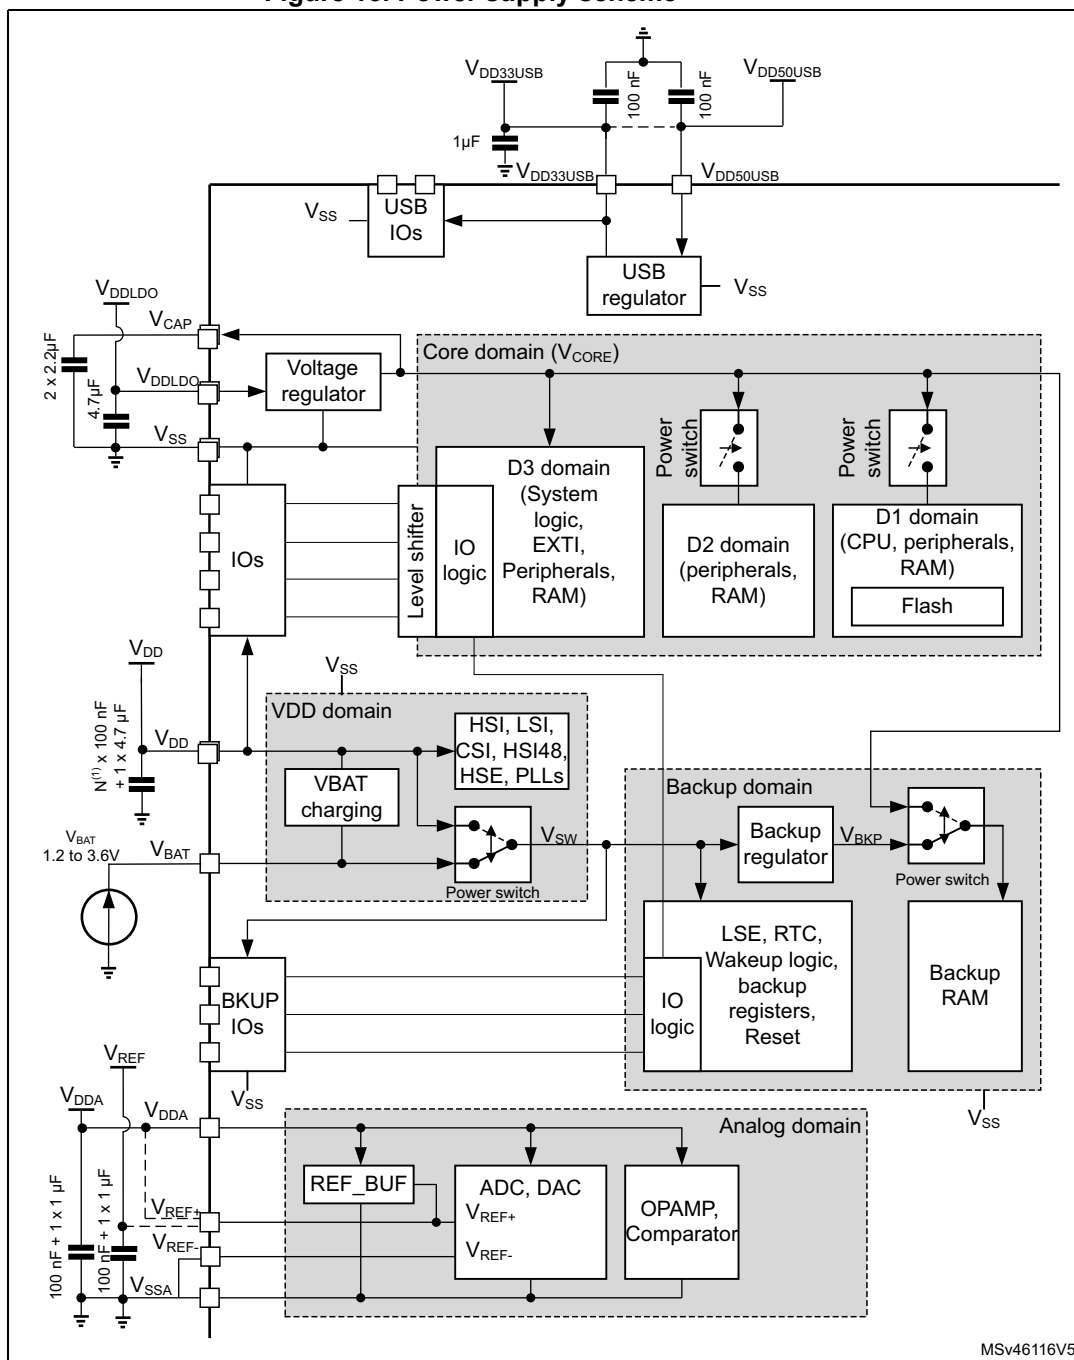 VDD33USB
100 nF
100 nF
VDD50USB
1µF
VDD33USB
VDD50USB
USB
IOs
VSS
USB
regulator
VSS
VDDLDO
VCAP
2 x 2.2µF
4.7µF
VDDLDO
Voltage
regulator
VSS
Core domain (VCORE)
Power
switch
Power
switch
D3 domain
(System
logic,
EXTI,
Peripherals,
RAM)
IOs
Level shifter
IO
logic
D2 domain
(peripherals,
RAM)
D1 domain
(CPU, peripherals,
RAM)
Flash
VDD
N(1) x 100 nF
+ 1 x 4.7 µF
VDD
VSS
VDD domain
HSI, LSI,
CSI, HSI48,
HSE, PLLs
VBAT
charging
VBAT
1.2 to 3.6V
VBAT
VSW
Power switch
Backup domain
Backup
regulator
VBKP
Power switch
LSE, RTC,
Wakeup logic,
backup
registers,
Reset
IO
logic
Backup
RAM
BKUP
IOs
VSS
VSS
VREF
VDDA
VDDA
100 nF + 1 x 1 µF
100 nF + 1 x 1 µF
VREF+
VREF-
VSSA
Analog domain
REF_BUF
ADC, DAC
VREF+
VREF-
OPAMP,
Comparator
MSv46116V5